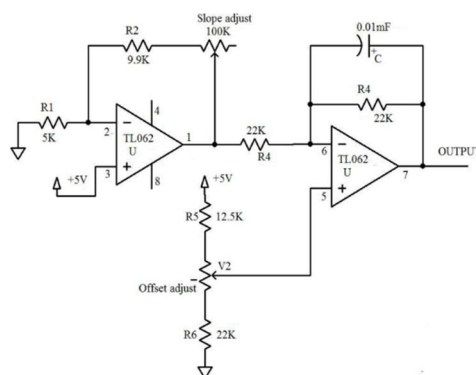 Slope adjust
100K
R2
9.9K
0.01mF
+
C
R1
5K
4
2
−
TL062
U
1
3
+
8
+5V
22K
R4
R4
22K
6
−
TL062
U
7
OUTPUT
5
+
+5V
R5
12.5K
V2
Offset adjust
R6
22K